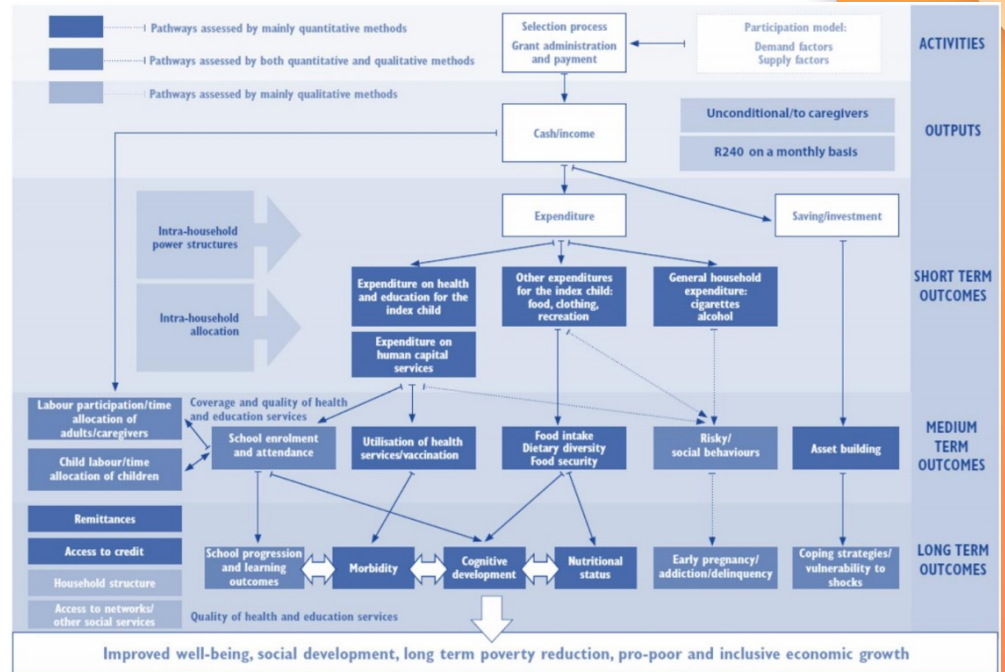 Pathways assessed by mainly quantitative methods
Pathways assessed by both quantitative and qualitative methods
Pathways assessed by mainly qualitative methods
Selection process
Grant administration
and payment
Participation model:
Demand factors
Supply factors
ACTIVITIES
Cash/income
Unconditional/to caregivers
R240 on a monthly basis
OUTPUTS
Intra-household
power structures
Intra-household
allocation
Expenditure
Saving/investment
Expenditure on health
and education for the
index child
Other expenditures
for the index child:
food, clothing,
recreation
General household
expenditure:
cigarettes
alcohol
Expenditure on
human capital
services
SHORT TERM
OUTCOMES
Labour participation/time
allocation of
adults/caregivers
Child labour/time
allocation of children
Coverage and quality of health
and education services
School enrolment
and attendance
Utilisation of health
services/vaccination
Food intake
Dietary diversity
Food security
Risky/
social behaviours
Asset building
MEDIUM
TERM
OUTCOMES
Remittances
Access to credit
Household structure
Access to networks/
other social services
School progression
and learning
outcomes
Morbidity
Cognitive
development
Nutritional
status
Early pregnancy/
addiction/delinquency
Coping strategies/
vulnerability to
shocks
LONG TERM
OUTCOMES
Quality of health and education services
Improved well-being, social development, long term poverty reduction, pro-poor and inclusive economic growth